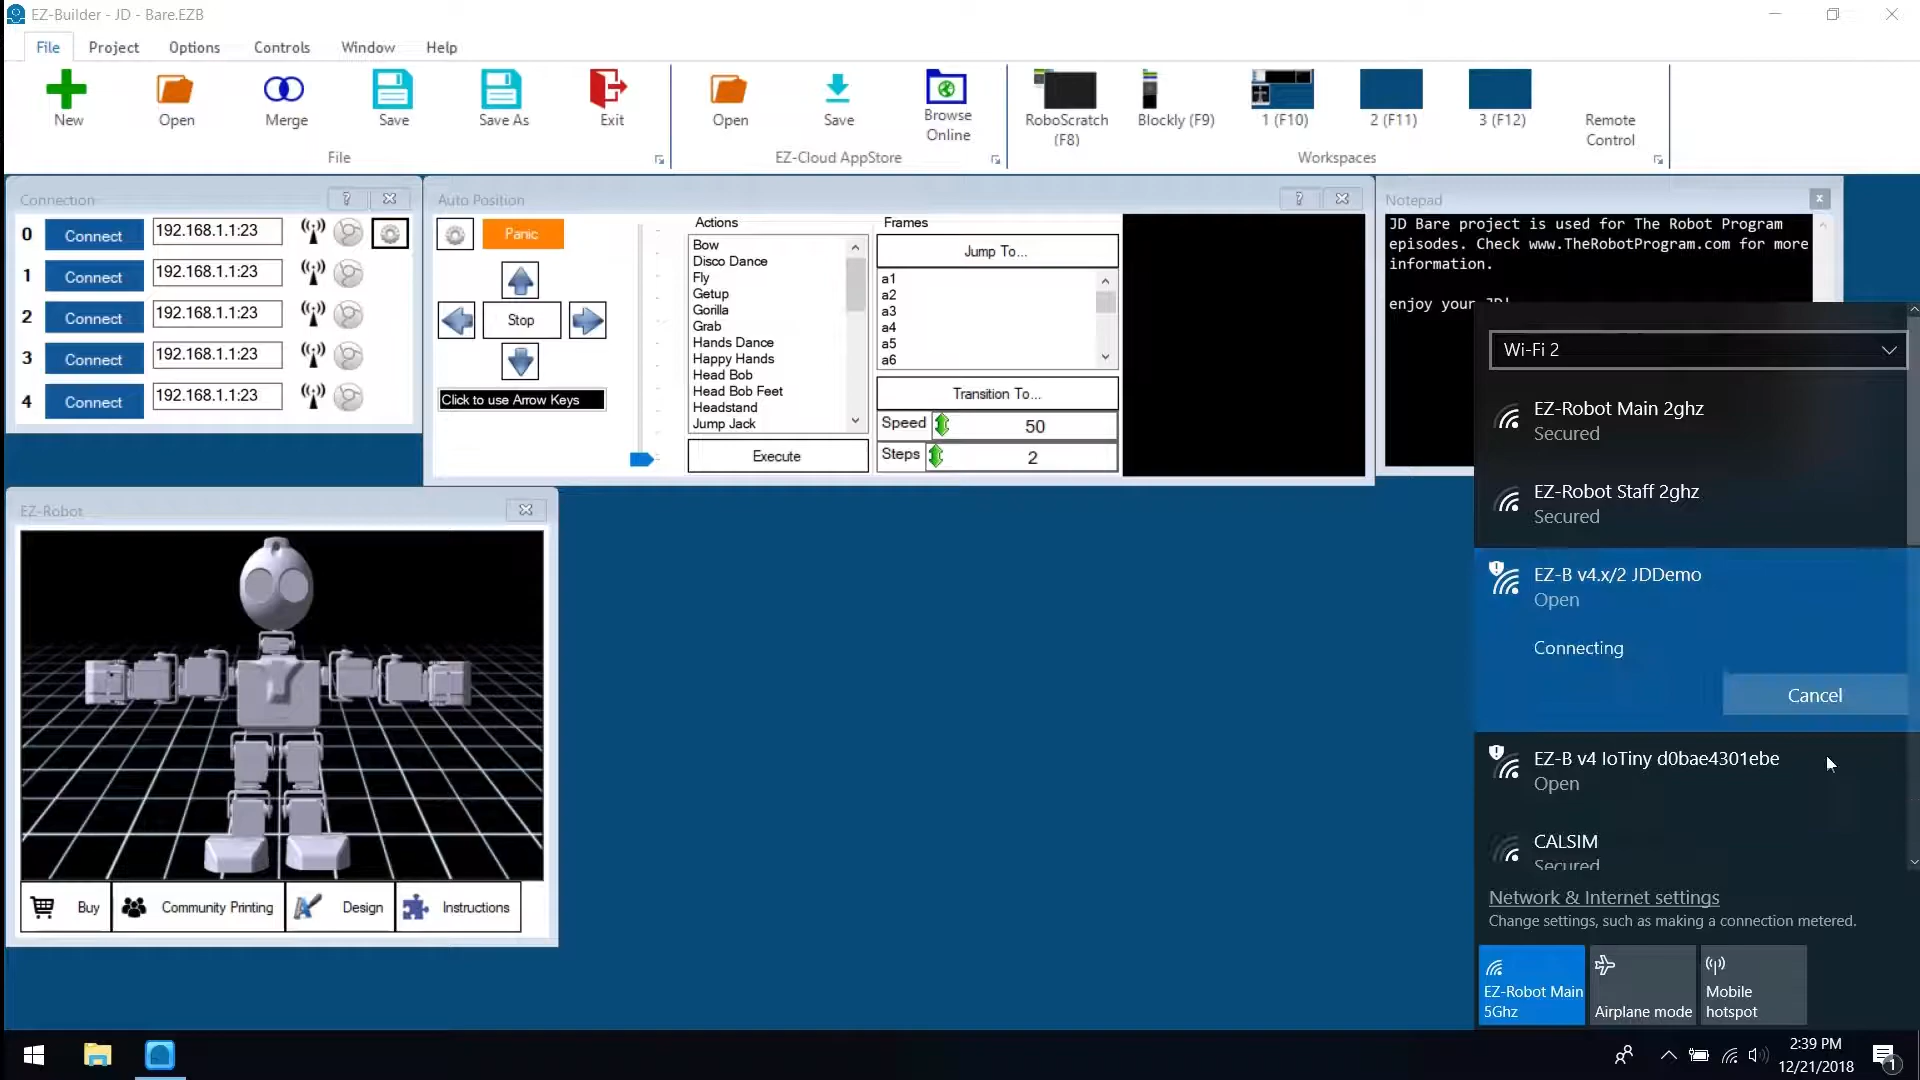 EZ-Builder - JD - Bare.EZB
File Project Options Controls Window Help
New Open Merge Save Save As Exit
File
Open Save Browse Online
EZ-Cloud AppStore
RoboScratch (F8) Blockly (F9) 1 (F10) 2 (F11) 3 (F12) Remote Control
Workspaces
Connection ?
0 Connect 192.168.1.1:23
1 Connect 192.168.1.1:23
2 Connect 192.168.1.1:23
3 Connect 192.168.1.1:23
4 Connect 192.168.1.1:23
Auto Position ?
Panic
Stop
Click to use Arrow Keys
Actions
Bow
Disco Dance
Fly
Getup
Gorilla
Grab
Hands Dance
Happy Hands
Head Bob
Head Bob Feet
Headstand
Jump Jack
Execute
Frames
Jump To...
a1
a2
a3
a4
a5
a6
Transition To...
Speed 50
Steps 2
Notepad x
JD Bare project is used for The Robot Program
episodes. Check www.TheRobotProgram.com for more
information.
enjoy your JD!
EZ-Robot
Buy Community Printing Design Instructions
Wi-Fi 2
EZ-Robot Main 2ghz
Secured
EZ-Robot Staff 2ghz
Secured
EZ-B v4.x/2 JDDemo
Open
Connecting
Cancel
EZ-B v4 IoTiny d0bae4301ebe
Open
CALSIM
Secured
Network & Internet settings
Change settings, such as making a connection metered.
EZ-Robot Main
5Ghz
Airplane mode
Mobile
hotspot
2:39 PM
12/21/2018
1